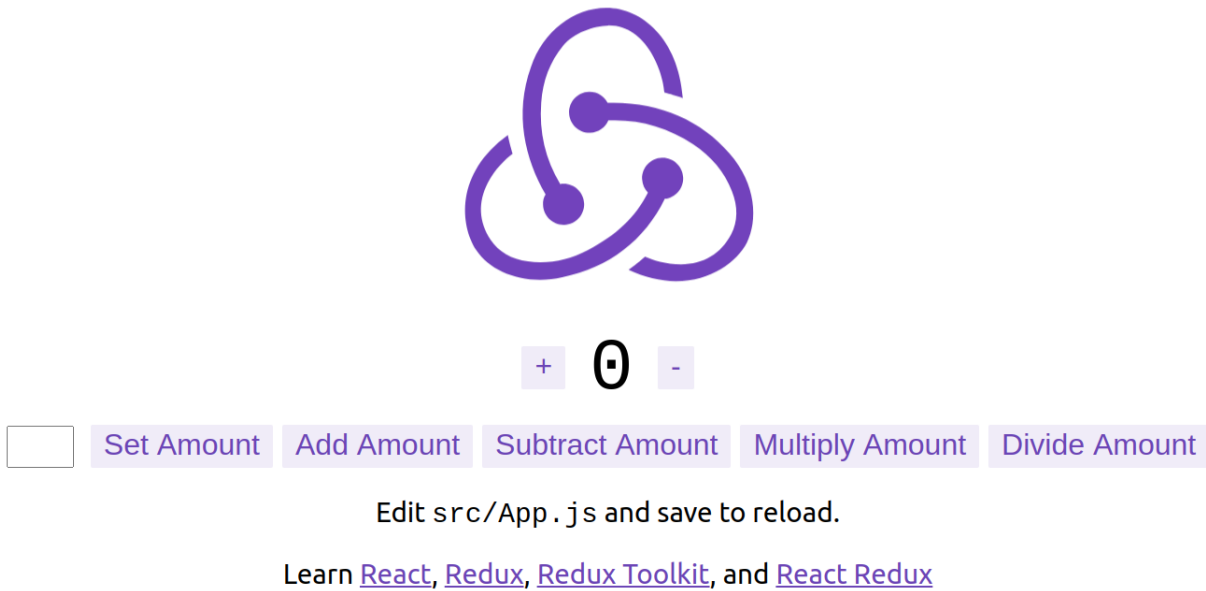 + 0 -
Set Amount Add Amount Subtract Amount Multiply Amount Divide Amount
Edit src/App.js and save to reload.
Learn React, Redux, Redux Toolkit, and React Redux